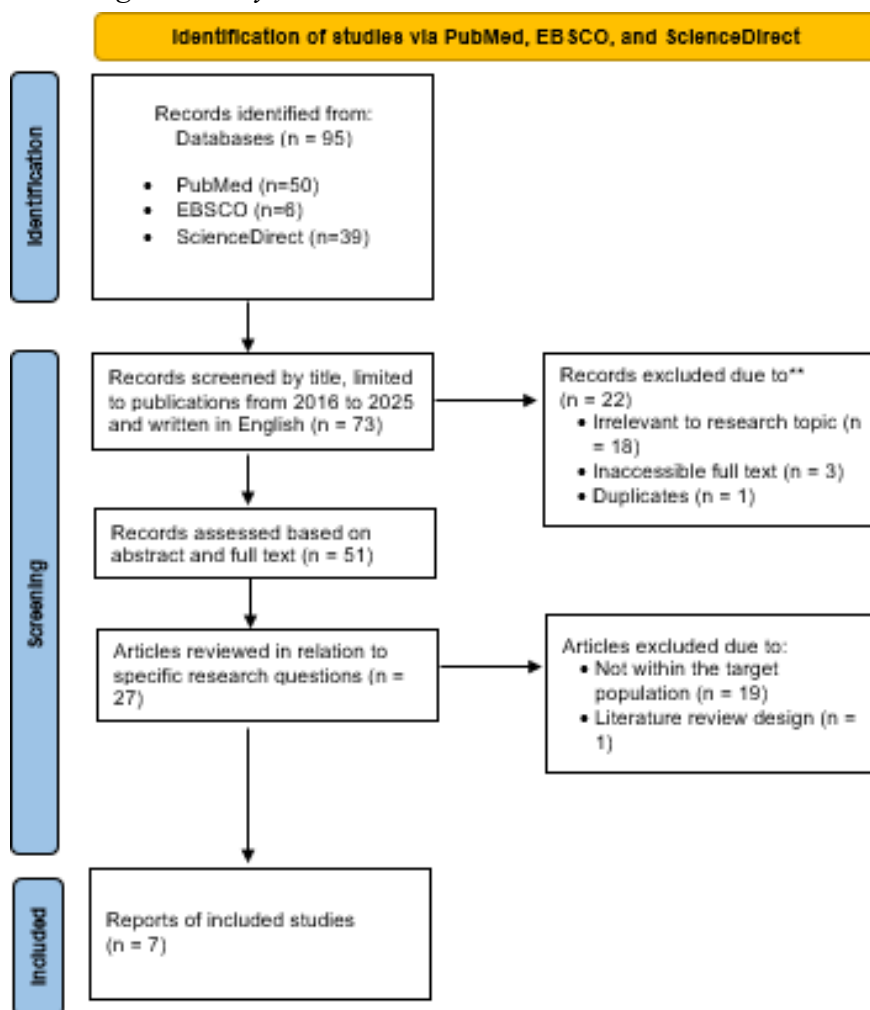 Identification of studies via PubMed, EBSCO, and ScienceDirect
Identification
Records identified from:
Databases (n = 95)
• PubMed (n=50)
• EBSCO (n=6)
• ScienceDirect (n=39)
Screening
Records screened by title, limited
to publications from 2016 to 2025
and written in English (n = 73)
Records excluded due to**
(n = 22)
• Irrelevant to research topic (n
= 18)
• Inaccessible full text (n = 3)
• Duplicates (n = 1)
Records assessed based on
abstract and full text (n = 51)
Articles reviewed in relation to
specific research questions (n =
27)
Articles excluded due to:
• Not within the target
population (n = 19)
• Literature review design (n =
1)
Included
Reports of included studies
(n = 7)